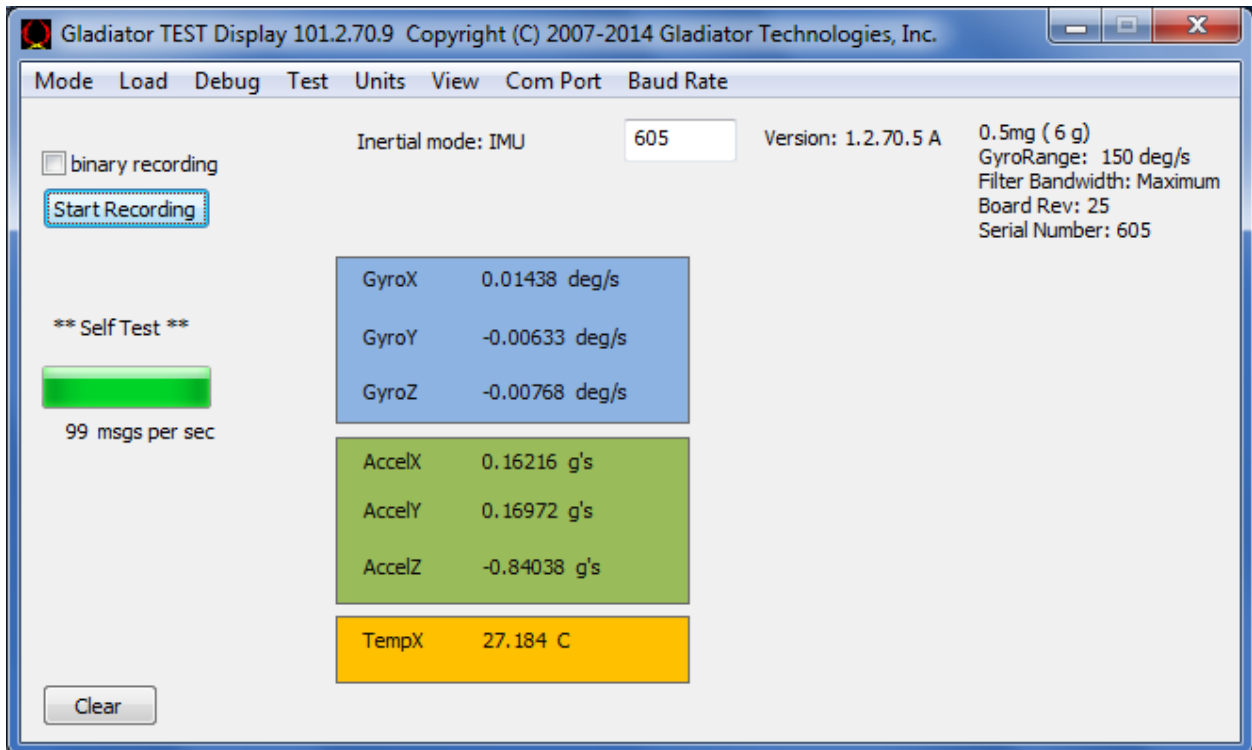 Gladiator TEST Display 101.2.70.9 Copyright (C) 2007-2014 Gladiator Technologies, Inc.
Mode Load Debug Test Units View Com Port Baud Rate
binary recording
Start Recording
Inertial mode: IMU
605
Version: 1.2.70.5 A
0.5mg ( 6 g)
GyroRange: 150 deg/s
Filter Bandwidth: Maximum
Board Rev: 25
Serial Number: 605
** Self Test **
99 msgs per sec
GyroX 0.01438 deg/s
GyroY -0.00633 deg/s
GyroZ -0.00768 deg/s
AccelX 0.16216 g's
AccelY 0.16972 g's
AccelZ -0.84038 g's
TempX 27.184 C
Clear